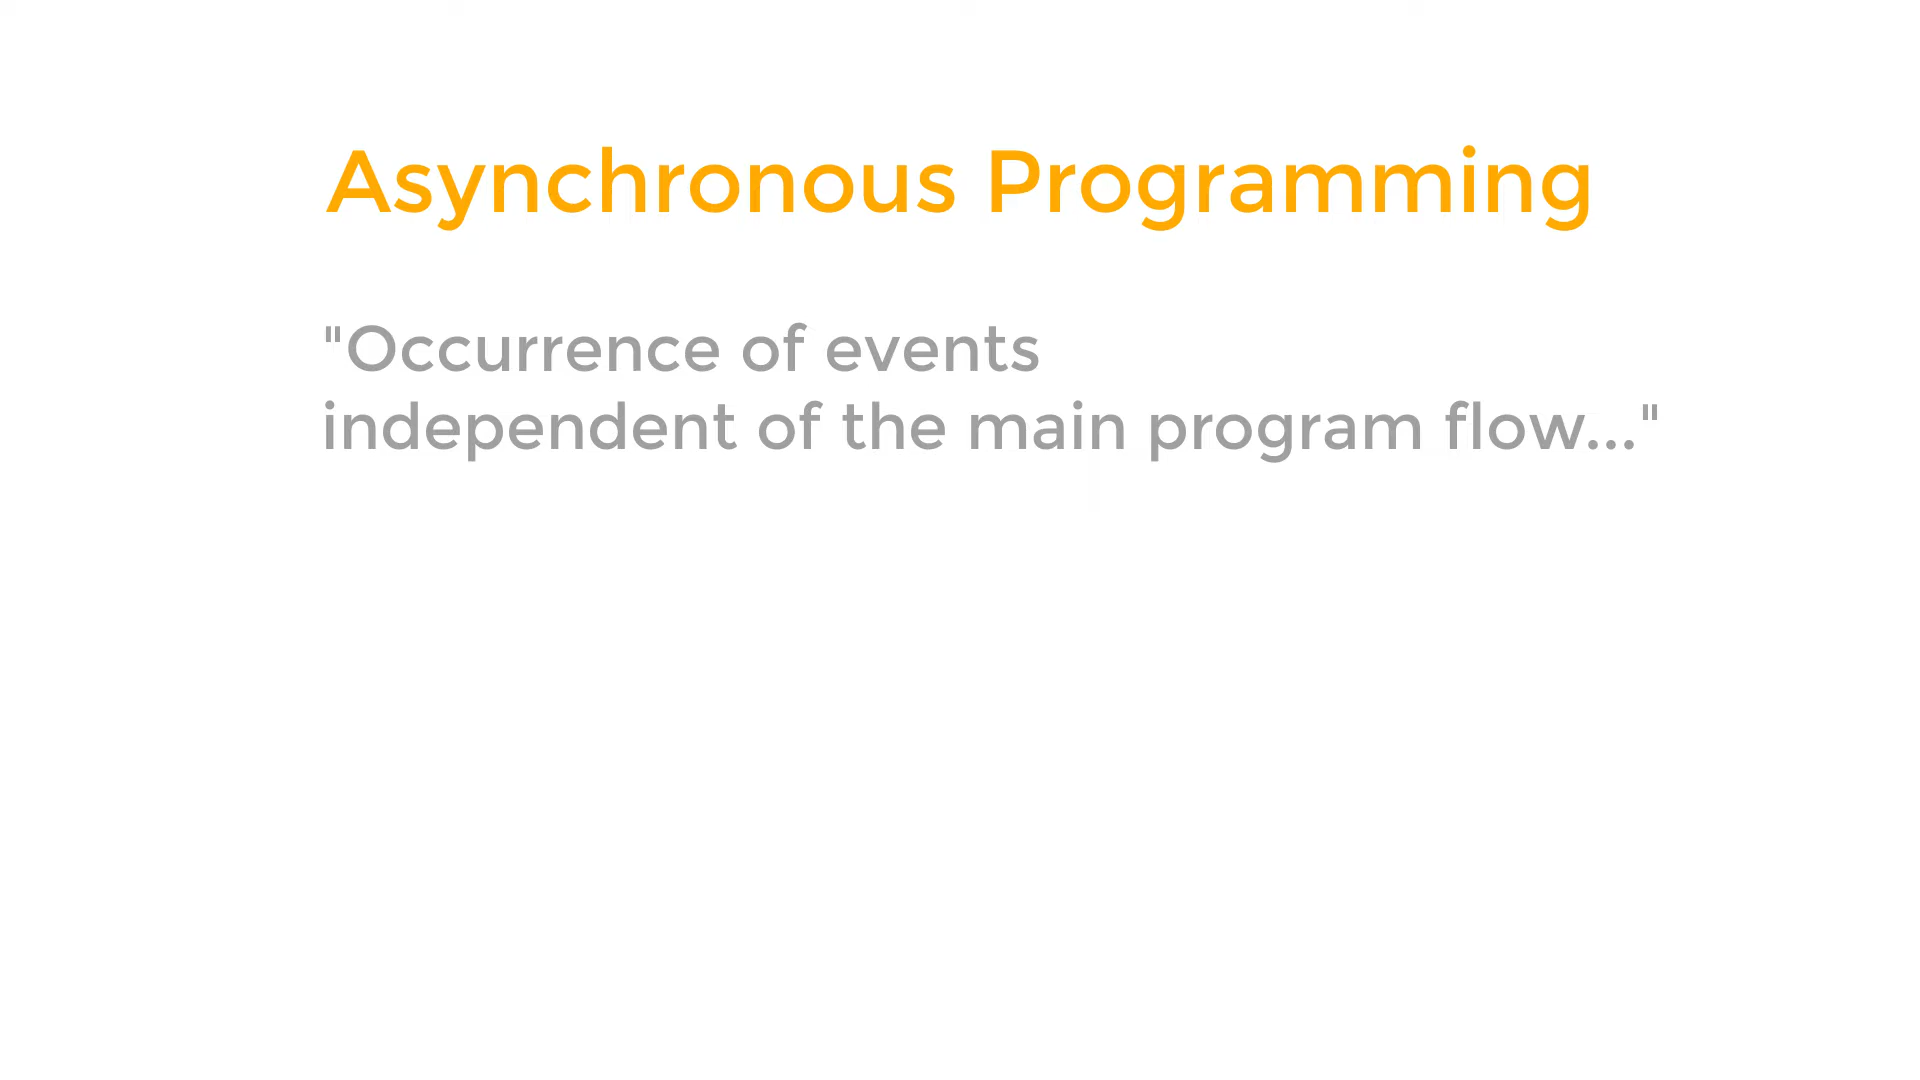 Asynchronous Programming
"Occurrence of events
independent of the main program flow..."